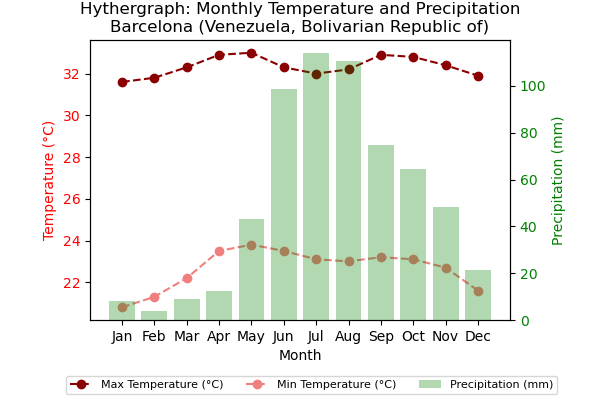 Hythergraph: Monthly Temperature and Precipitation
Barcelona (Venezuela, Bolivarian Republic of)
Temperature (°C)
32
30
28
26
24
22
Precipitation (mm)
100
80
60
40
20
0
Jan Feb Mar Apr May Jun Jul Aug Sep Oct Nov Dec
Month
Max Temperature (°C) Min Temperature (°C) Precipitation (mm)